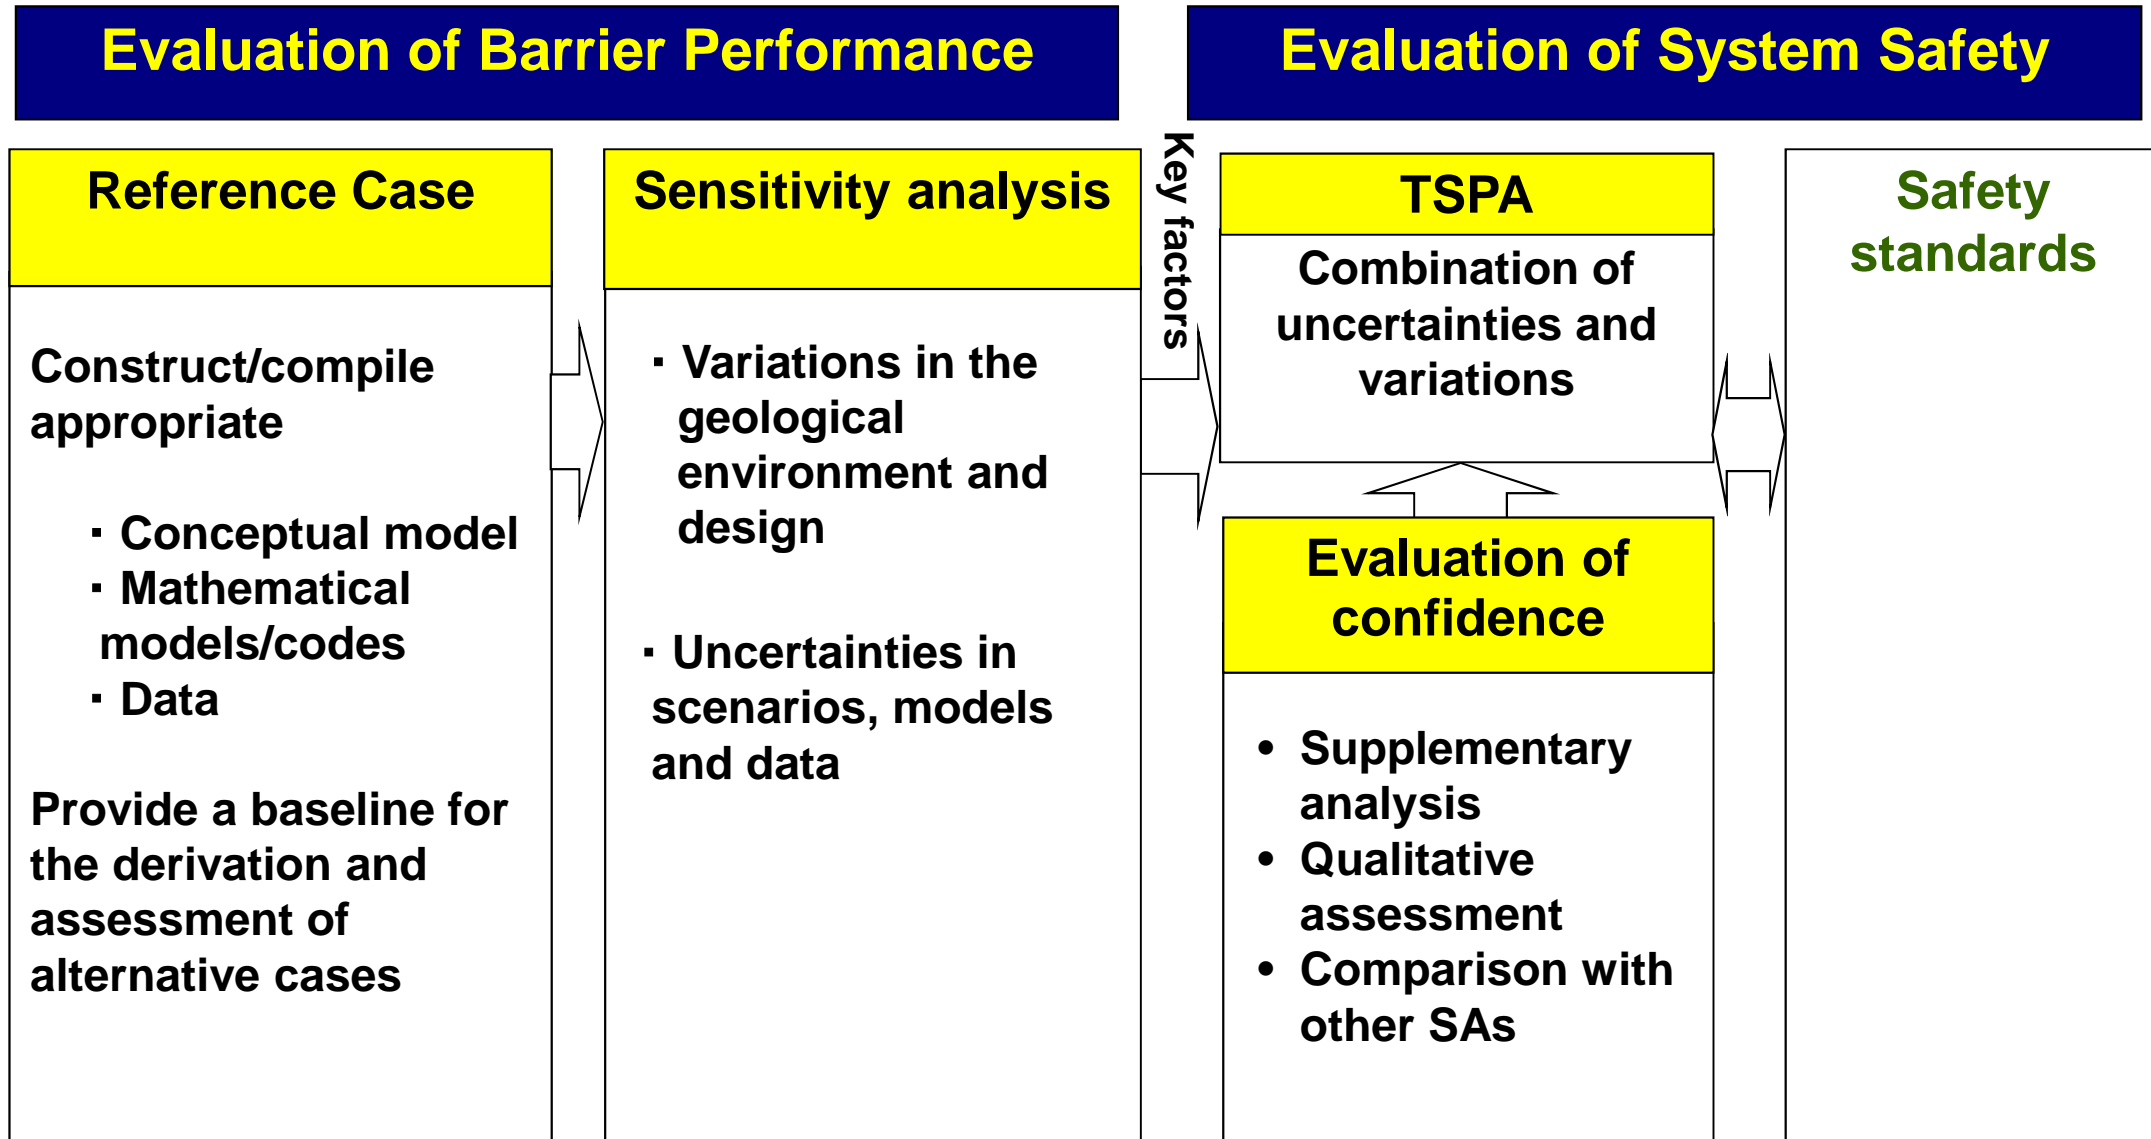 Evaluation of Barrier Performance
Evaluation of System Safety
Reference Case
Construct/compile
appropriate
・Conceptual model
・Mathematical
models/codes
・Data
Provide a baseline for
the derivation and
assessment of
alternative cases
Sensitivity analysis
・Variations in the
geological
environment and
design
・Uncertainties in
scenarios, models
and data
Key factors
TSPA
Combination of
uncertainties and
variations
Evaluation of
confidence
• Supplementary
analysis
• Qualitative
assessment
• Comparison with
other SAs
Safety
standards